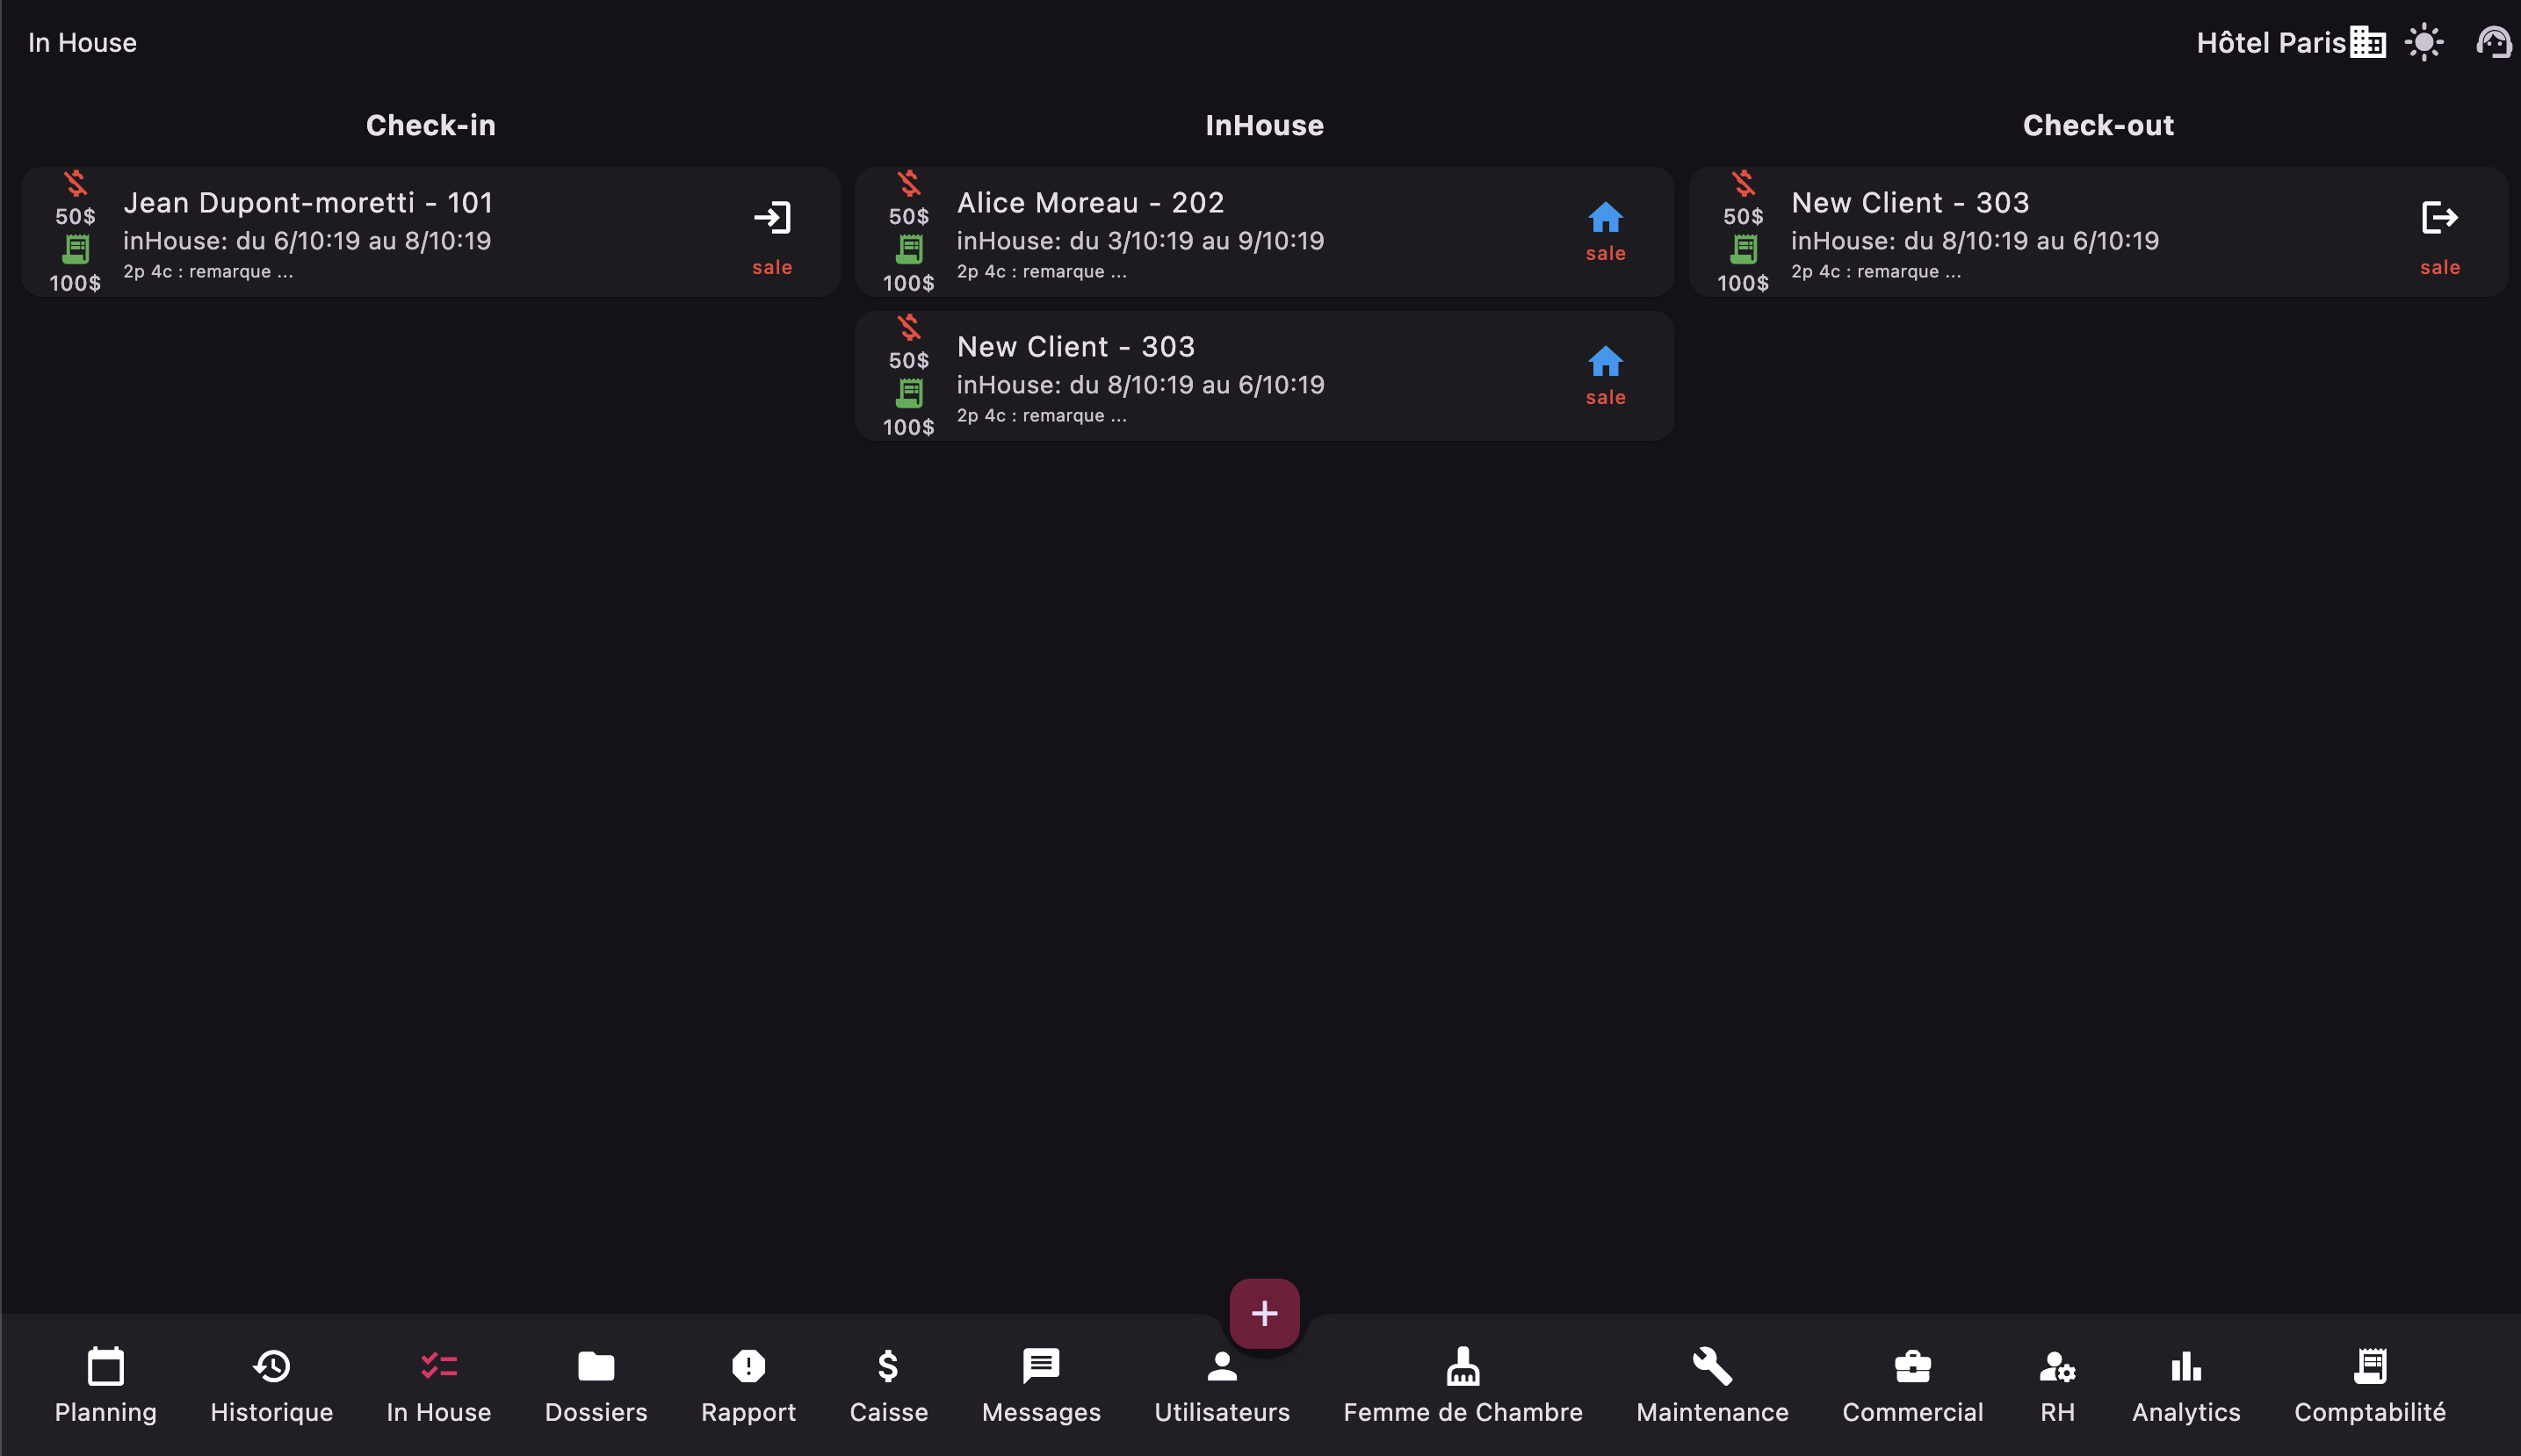 In House
Hôtel Paris
Check-in
50$
100$
Jean Dupont-moretti - 101
inHouse: du 6/10:19 au 8/10:19
2p 4c : remarque ...
sale
InHouse
50$
100$
Alice Moreau - 202
inHouse: du 3/10:19 au 9/10:19
2p 4c : remarque ...
sale
50$
100$
New Client - 303
inHouse: du 8/10:19 au 6/10:19
2p 4c : remarque ...
sale
Check-out
50$
100$
New Client - 303
inHouse: du 8/10:19 au 6/10:19
2p 4c : remarque ...
sale
Planning
Historique
In House
Dossiers
Rapport
Caisse
Messages
Utilisateurs
Femme de Chambre
Maintenance
Commercial
RH
Analytics
Comptabilité